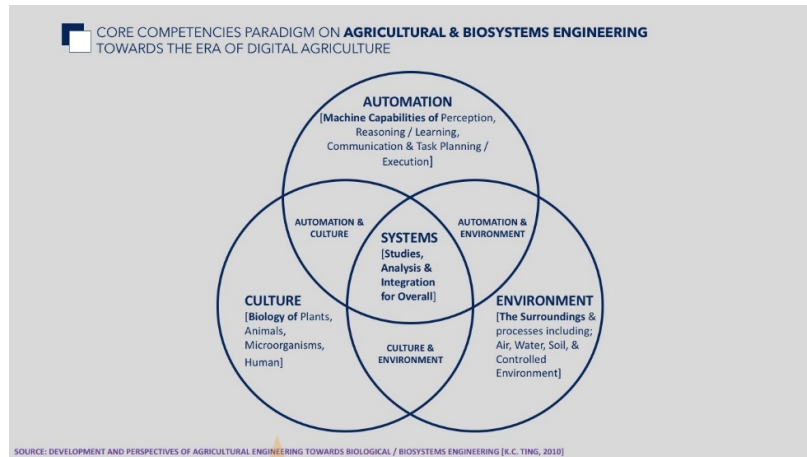 CORE COMPETENCIES PARADIGM ON AGRICULTURAL & BIOSYSTEMS ENGINEERING
TOWARDS THE ERA OF DIGITAL AGRICULTURE
AUTOMATION
[Machine Capabilities of Perception,
Reasoning / Learning,
Communication & Task Planning /
Execution]
AUTOMATION &
CULTURE
AUTOMATION &
ENVIRONMENT
SYSTEMS
[Studies,
Analysis &
Integration
for Overall]
CULTURE
[Biology of Plants,
Animals,
Microorganisms,
Human]
ENVIRONMENT
[The Surroundings &
processes including;
Air, Water, Soil, &
Controlled
Environment]
CULTURE &
ENVIRONMENT
SOURCE: DEVELOPMENT AND PERSPECTIVES OF AGRICULTURAL ENGINEERING TOWARDS BIOLOGICAL / BIOSYSTEMS ENGINEERING [K.C. TING, 2010]